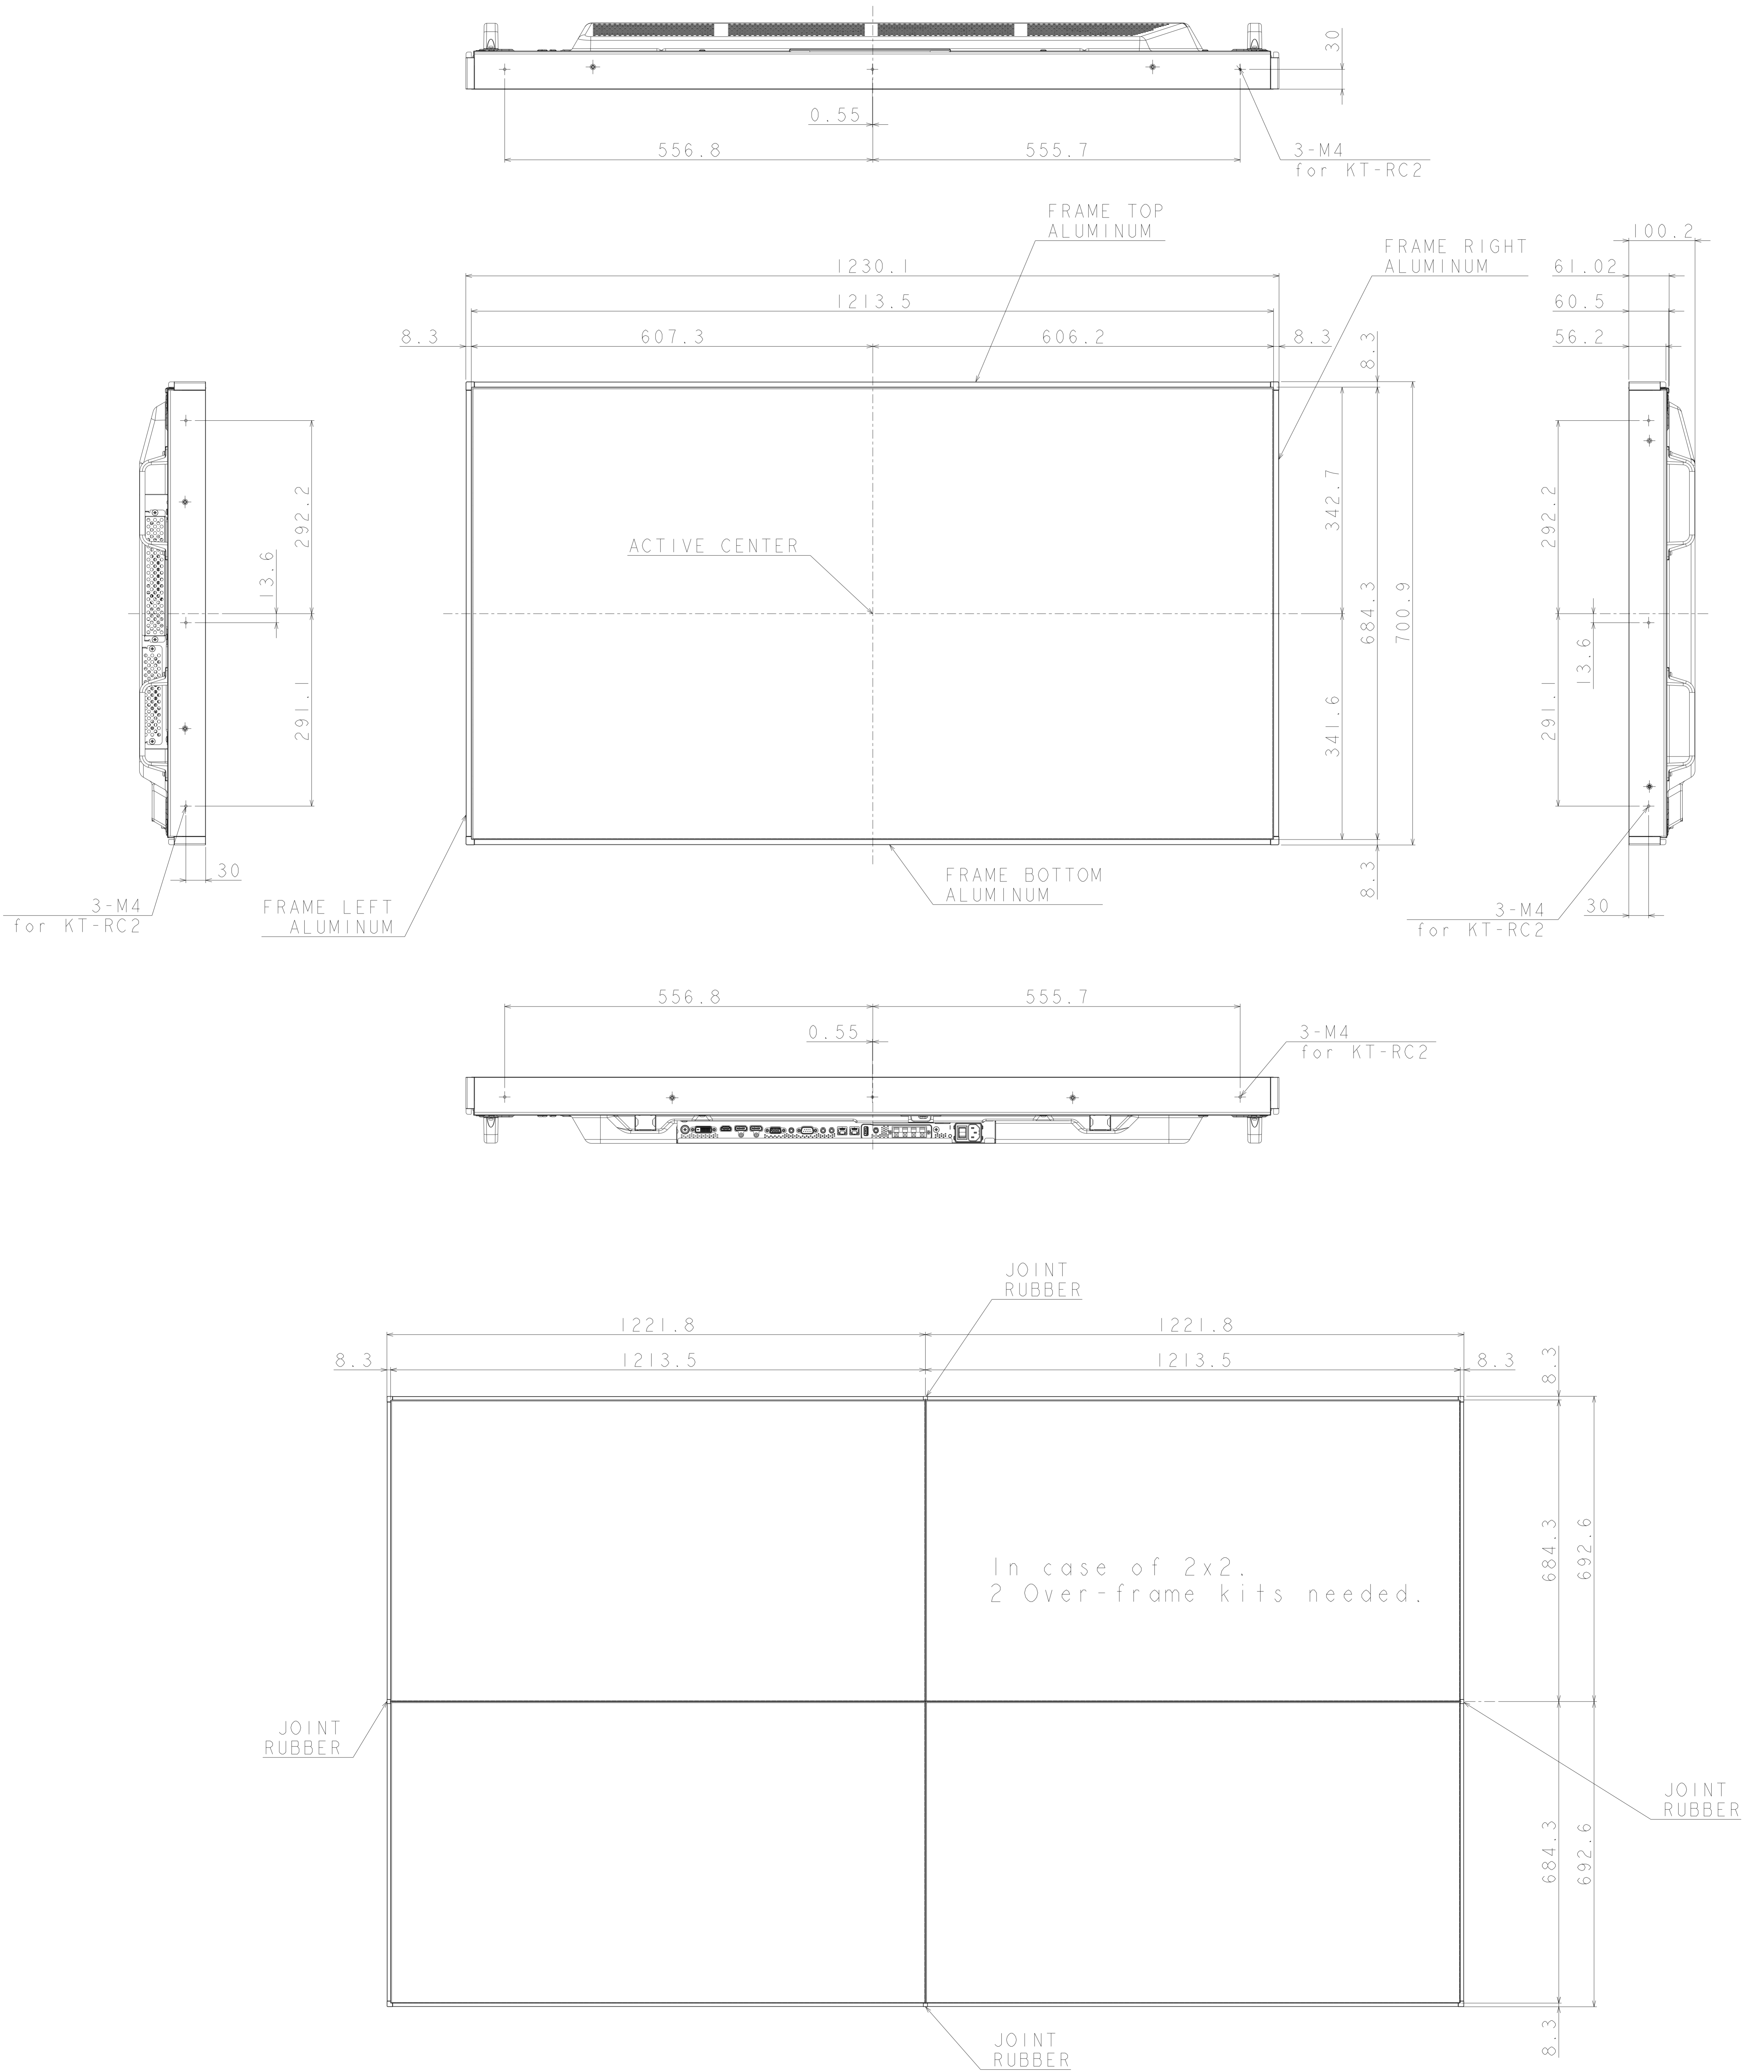 30
0.55
556.8
555.7
3-M4
for KT-RC2
FRAME TOP
ALUMINUM
100.2
FRAME RIGHT
ALUMINUM
1230.1
61.02
1213.5
60.5
8.3
607.3
606.2
8.3
8.3
56.2
292.2
342.7
292.2
ACTIVE CENTER
13.6
684.3
700.9
13.6
291.1
341.6
291.1
30
8.3
FRAME BOTTOM
ALUMINUM
3-M4
for KT-RC2
FRAME LEFT
ALUMINUM
30
3-M4
for KT-RC2
556.8
555.7
0.55
3-M4
for KT-RC2
JOINT
RUBBER
1221.8
1221.8
8.3
1213.5
1213.5
8.3
8.3
684.3
692.6
In case of 2x2.
2 Over-frame kits needed.
JOINT
RUBBER
JOINT
RUBBER
684.3
692.6
8.3
JOINT
RUBBER